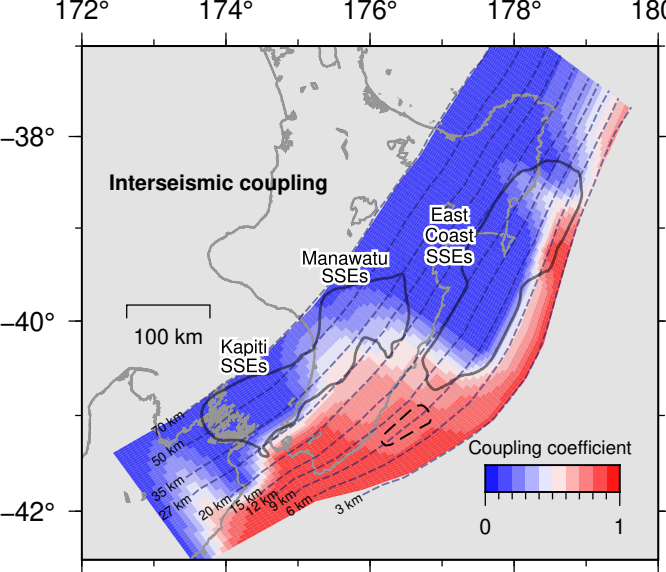 172° 174° 176° 178° 180
−38°
Interseismic coupling
East
Coast
SSEs
Manawatu
SSEs
−40°
100 km
Kapiti
SSEs
70 km
50 km
35 km
27 km
20 km
15 km
12 km
9 km
6 km
3 km
Coupling coefficient
0 1
−42°